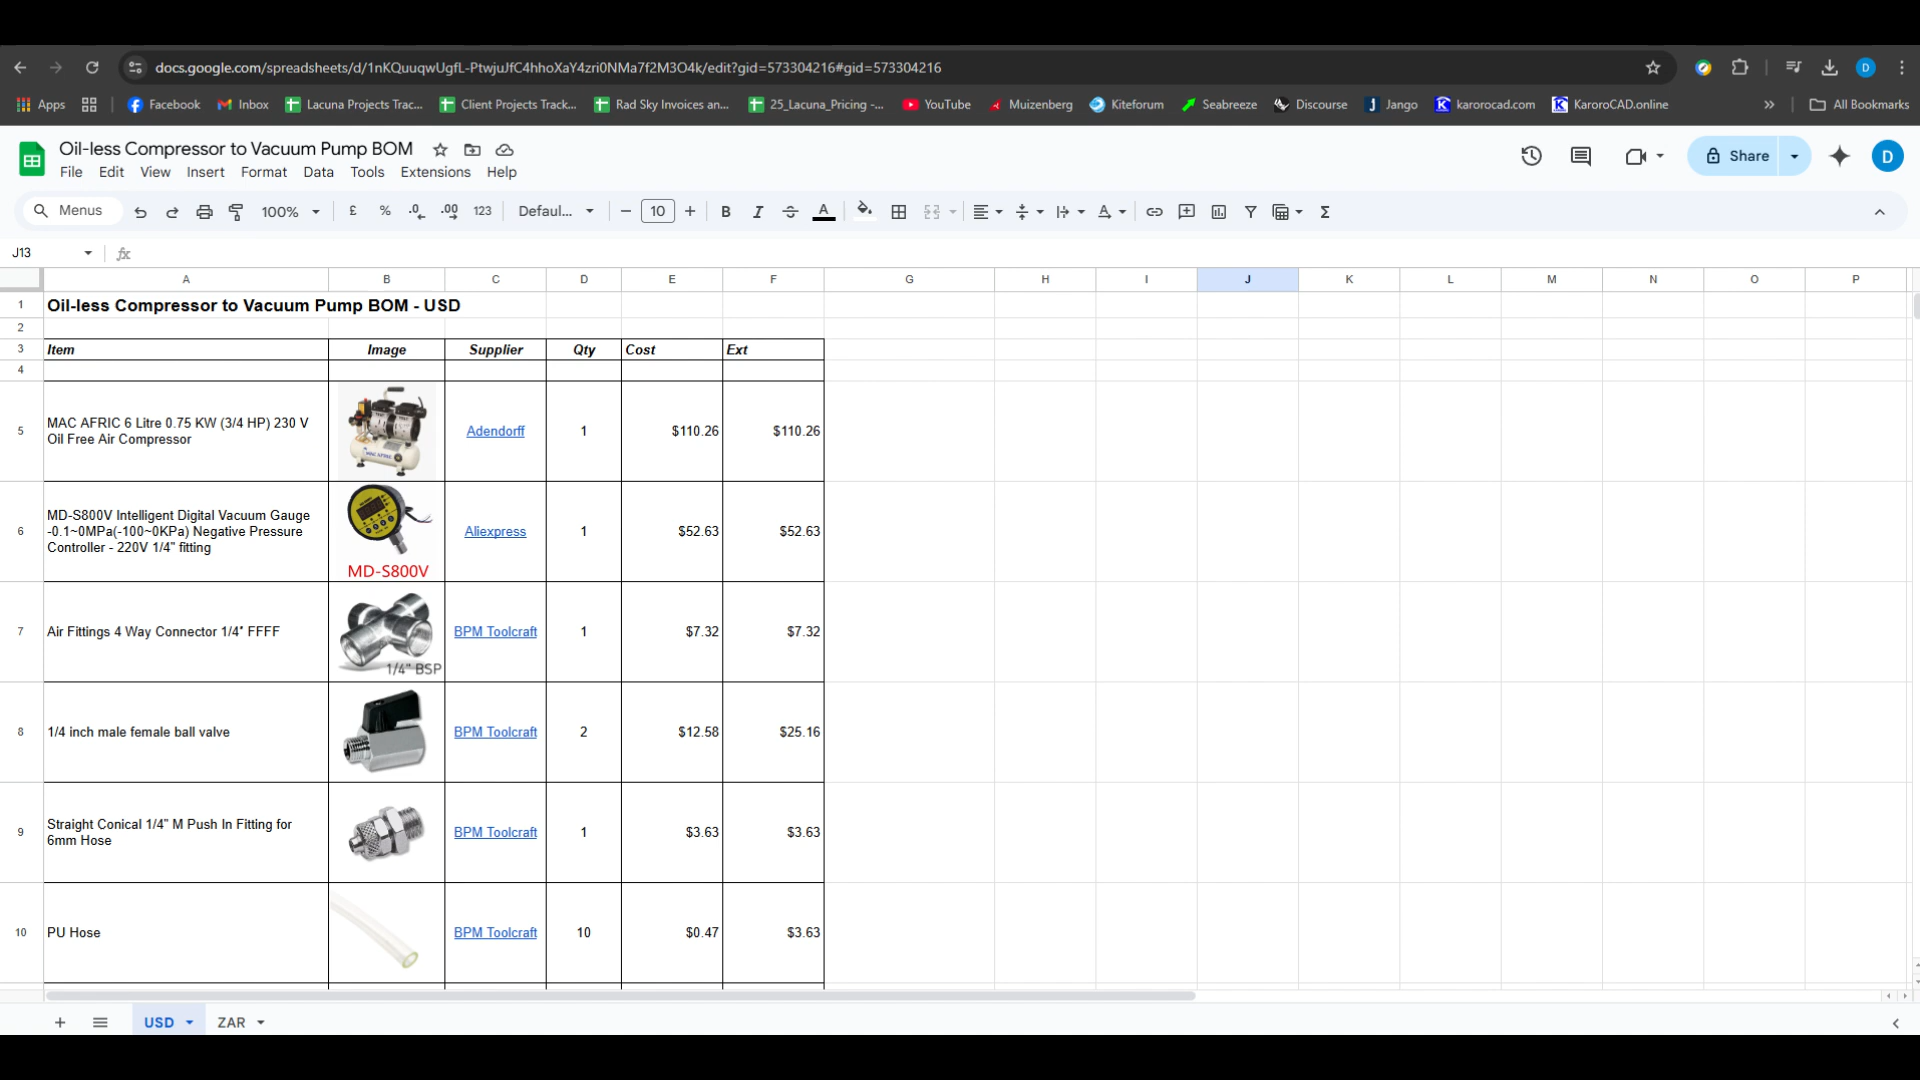 docs.google.com/spreadsheets/d/1nKQuuqwUgfL-PtwjuJfC4hhoXaY4zri0NMa7f2M3O4k/edit?gid=573304216#gid=573304216
D
Apps Facebook Inbox Lacuna Projects Trac... Client Projects Track... Rad Sky Invoices an... 25_Lacuna_Pricing -... YouTube Muizenberg Kiteforum Seabreeze Discourse Jango karorocad.com KaroroCAD.online » All Bookmarks
Oil-less Compressor to Vacuum Pump BOM
Share D
File Edit View Insert Format Data Tools Extensions Help
Menus 100% £ % .0 .00 123 Defaul... − 10 + B I A Σ
J13 fx
A B C D E F G H I J K L M N O P
1 Oil-less Compressor to Vacuum Pump BOM - USD
2
3 Item Image Supplier Qty Cost Ext
4
5 MAC AFRIC 6 Litre 0.75 KW (3/4 HP) 230 V
Oil Free Air Compressor
MAC AFRIC
Adendorff 1 $110.26 $110.26
6 MD-S800V Intelligent Digital Vacuum Gauge
-0.1~0MPa(-100~0KPa) Negative Pressure
Controller - 220V 1/4" fitting
MD-S800V
Aliexpress 1 $52.63 $52.63
7 Air Fittings 4 Way Connector 1/4" FFFF
1/4" BSP
BPM Toolcraft 1 $7.32 $7.32
8 1/4 inch male female ball valve BPM Toolcraft 2 $12.58 $25.16
9 Straight Conical 1/4" M Push In Fitting for
6mm Hose
BPM Toolcraft 1 $3.63 $3.63
10 PU Hose BPM Toolcraft 10 $0.47 $3.63
+ USD ZAR